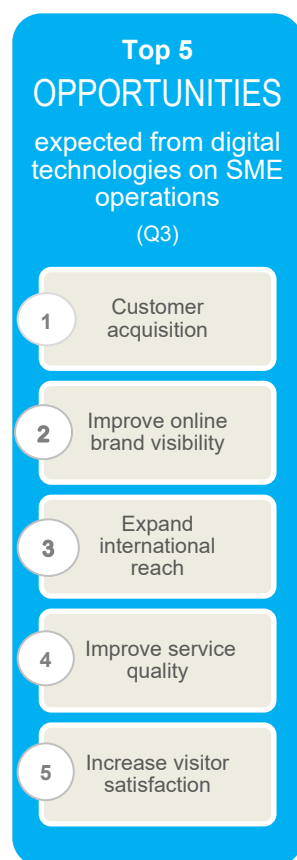 Top 5
OPPORTUNITIES
expected from digital
technologies on SME
operations
(Q3)
1
Customer
acquisition
2
Improve online
brand visibility
3
Expand
international
reach
4
Improve service
quality
5
Increase visitor
satisfaction